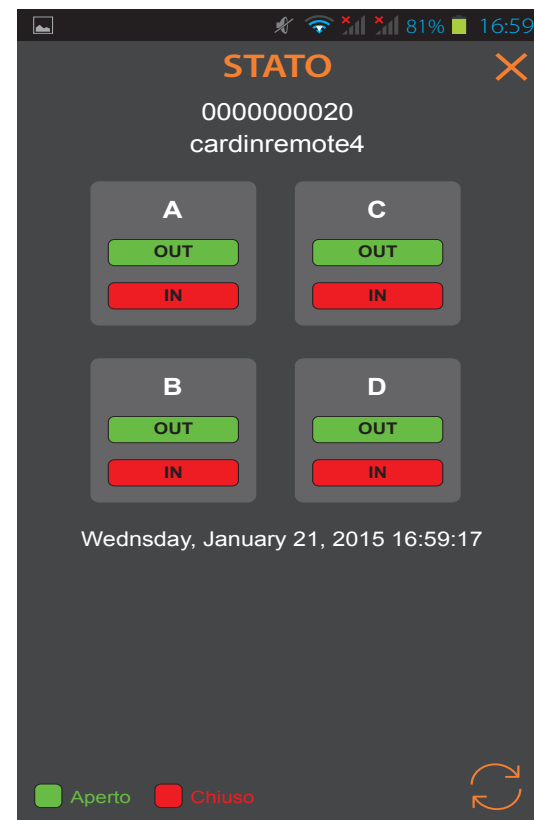 81% 16:59
STATO
0000000020
cardinremote4
A
OUT
IN
C
OUT
IN
B
OUT
IN
D
OUT
IN
Wednsday, January 21, 2015 16:59:17
Aperto Chiuso